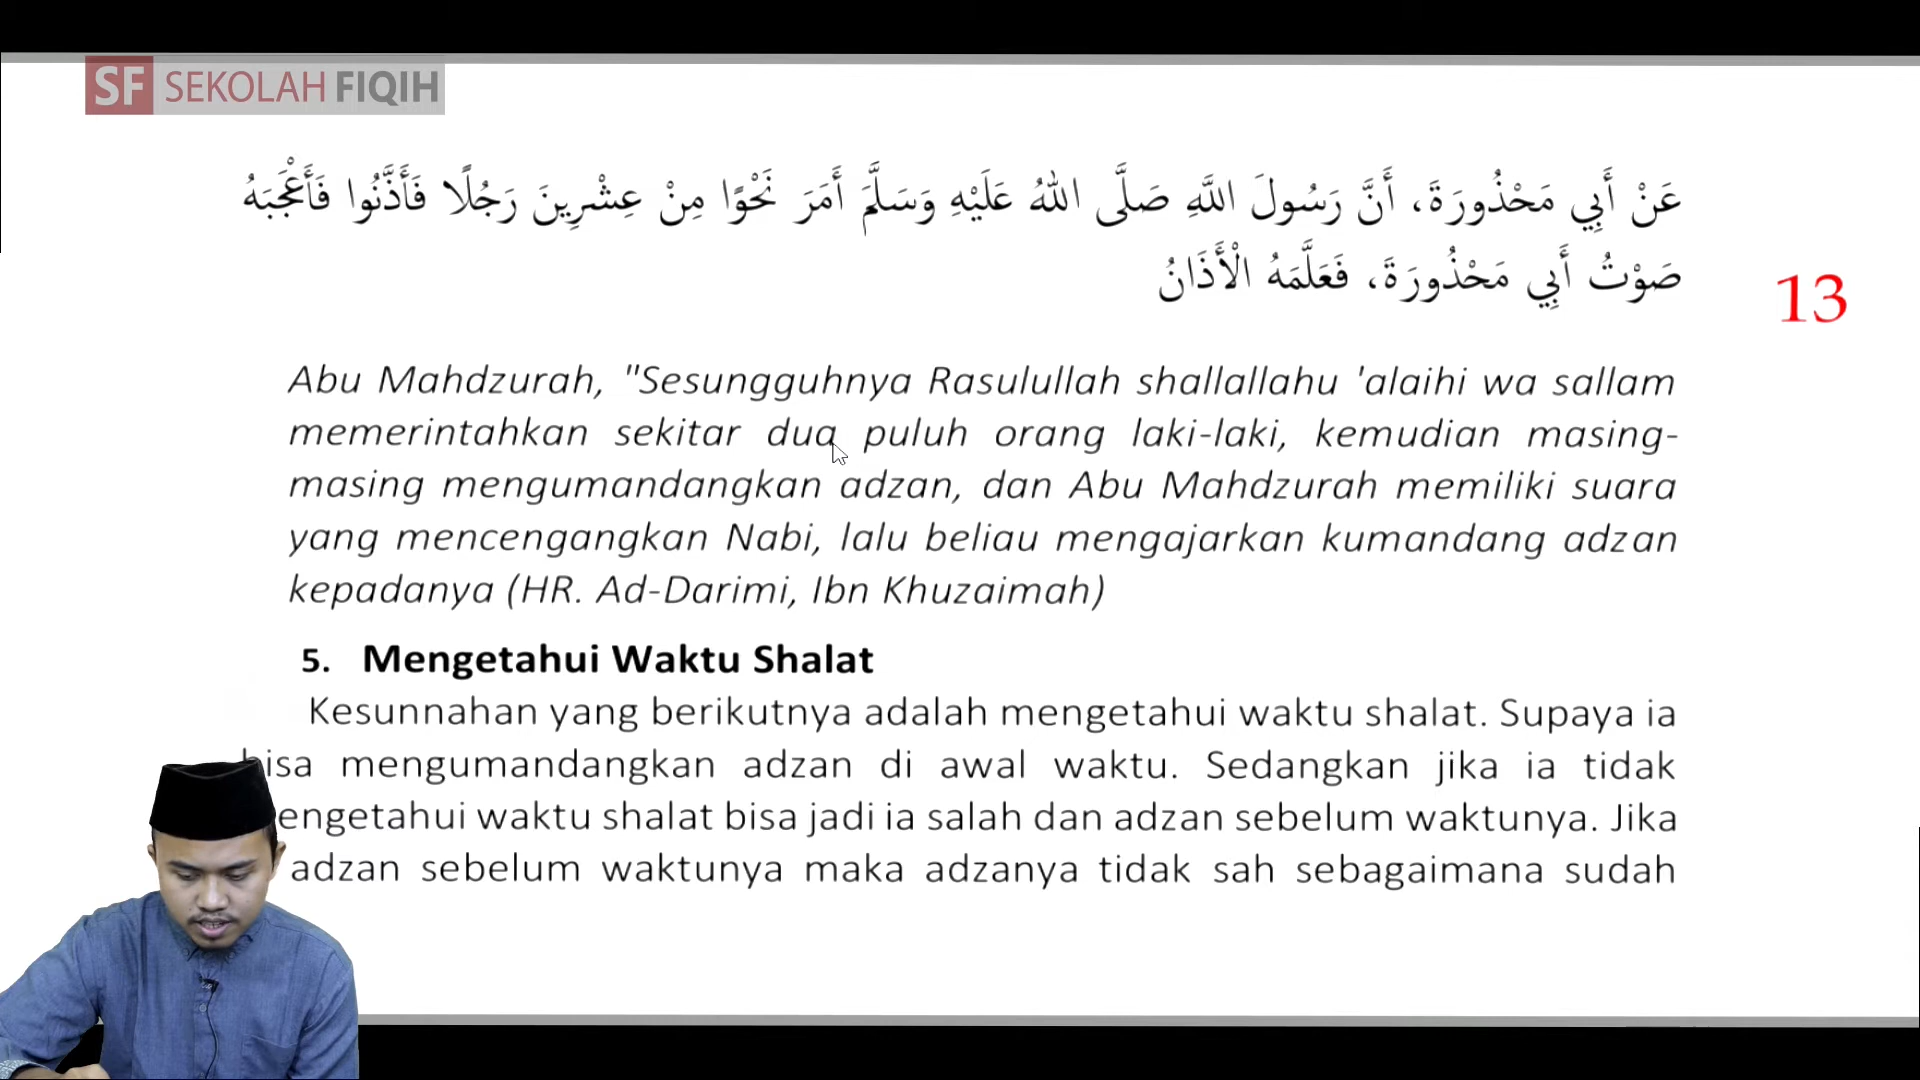 SF SEKOLAH FIQIH
عَنْ أَبِي مَحْذُورَةَ، أَنَّ رَسُولَ اللَّهِ صَلَّى اللهُ عَلَيْهِ وَسَلَّمَ أَمَرَ نَحْوًا مِنْ عِشْرِينَ رَجُلًا فَأَذَّنُوا فَأَعْجَبَهُ
صَوْتُ أَبِي مَحْذُورَةَ، فَعَلَّمَهُ الْأَذَانُ
13
Abu Mahdzurah, "Sesungguhnya Rasulullah shallallahu 'alaihi wa sallam
memerintahkan sekitar dua puluh orang laki-laki, kemudian masing-
masing mengumandangkan adzan, dan Abu Mahdzurah memiliki suara
yang mencengangkan Nabi, lalu beliau mengajarkan kumandang adzan
kepadanya (HR. Ad-Darimi, Ibn Khuzaimah)
5. Mengetahui Waktu Shalat
Kesunnahan yang berikutnya adalah mengetahui waktu shalat. Supaya ia
bisa mengumandangkan adzan di awal waktu. Sedangkan jika ia tidak
engetahui waktu shalat bisa jadi ia salah dan adzan sebelum waktunya. Jika
adzan sebelum waktunya maka adzanya tidak sah sebagaimana sudah